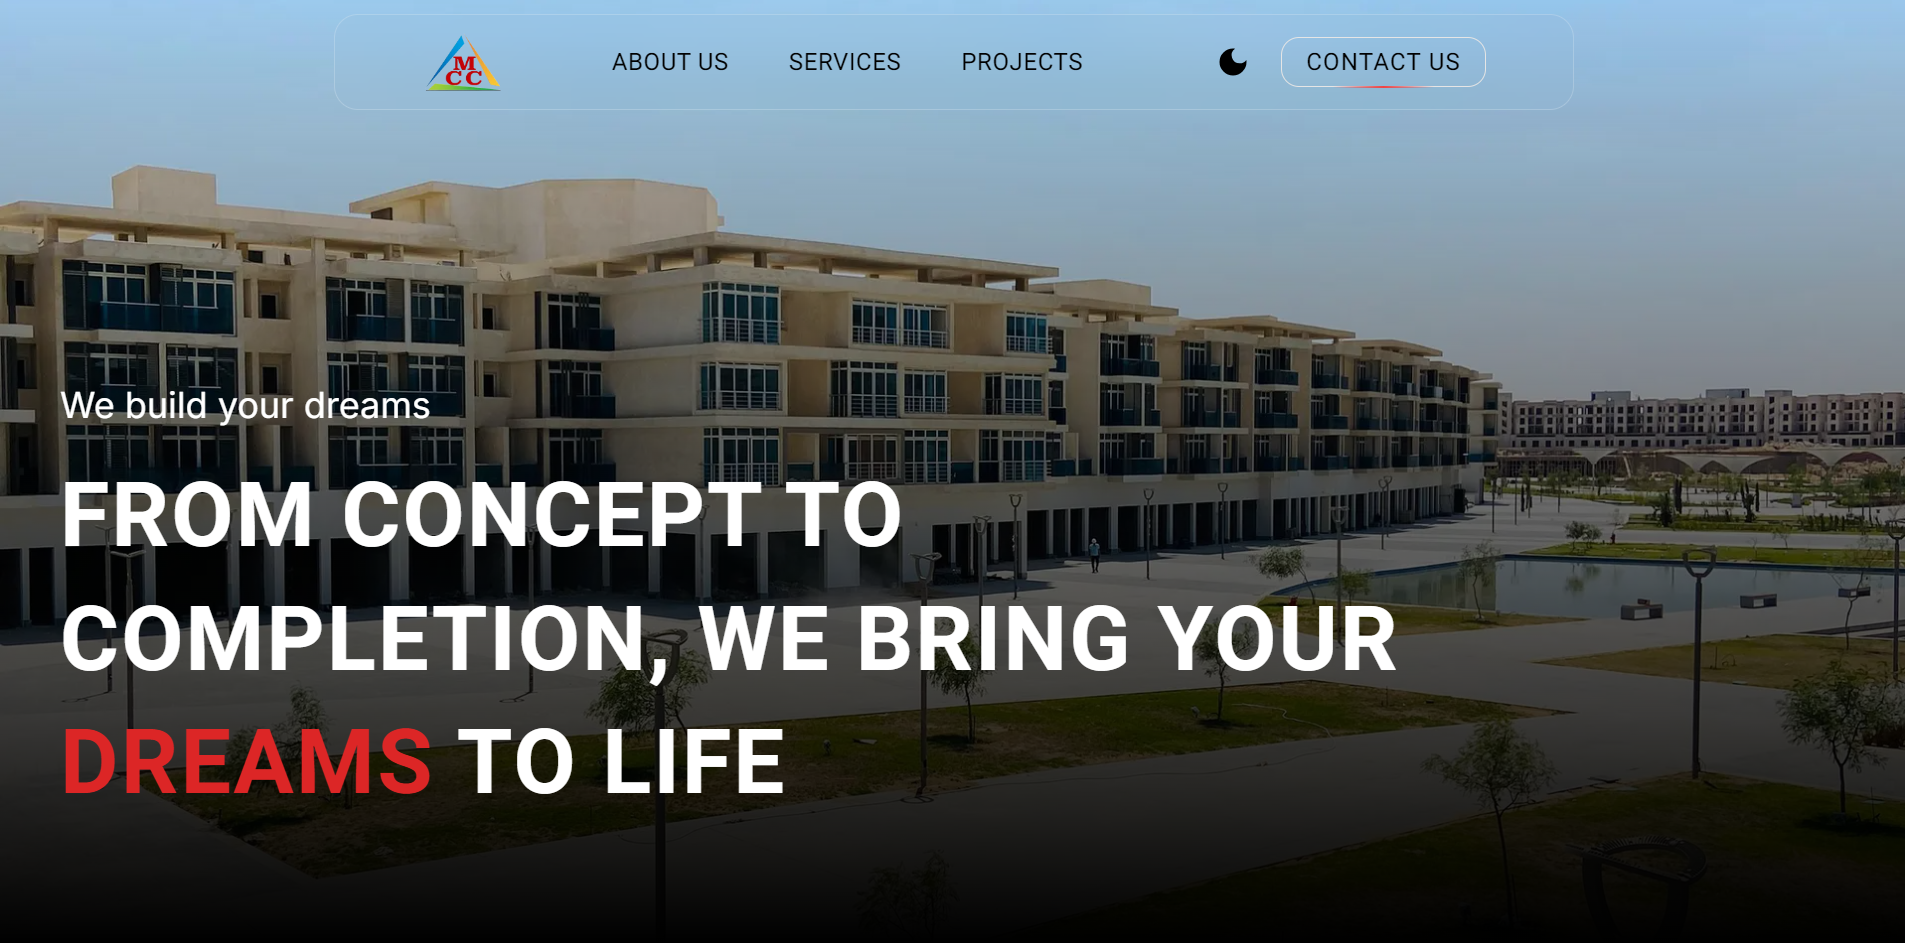 M
CC
ABOUT US
SERVICES
PROJECTS
CONTACT US
We build your dreams
FROM CONCEPT TO
COMPLETION, WE BRING YOUR
DREAMS TO LIFE